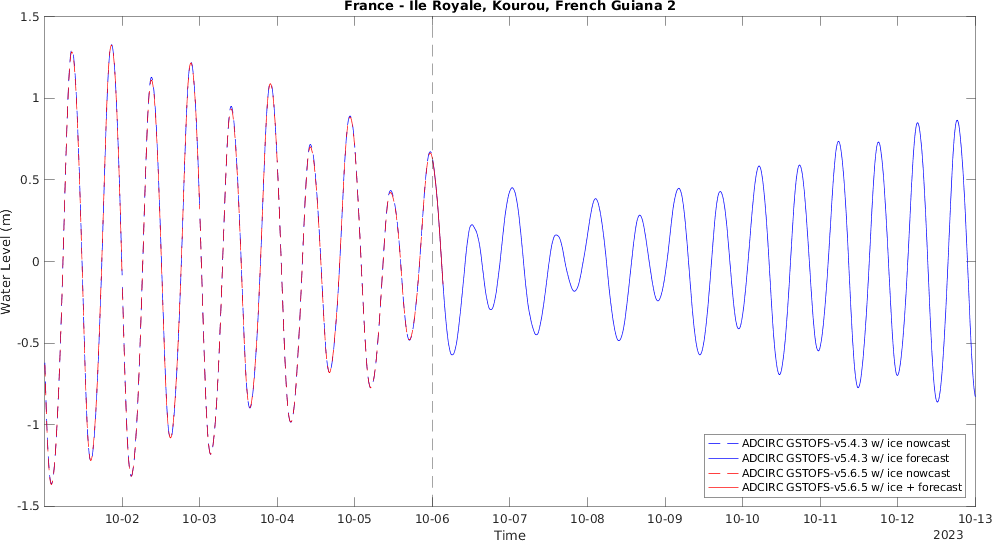 France - Ile Royale, Kourou, French Guiana 2
1.5
1
0.5
0
-0.5
-1
-1.5
Water Level (m)
10-02
10-03
10-04
10-05
10-06
10-07
10-08
10-09
10-10
10-11
10-12
10-13
Time
2023
ADCIRC GSTOFS-v5.4.3 w/ ice nowcast
ADCIRC GSTOFS-v5.4.3 w/ ice forecast
ADCIRC GSTOFS-v5.6.5 w/ ice nowcast
ADCIRC GSTOFS-v5.6.5 w/ ice + forecast